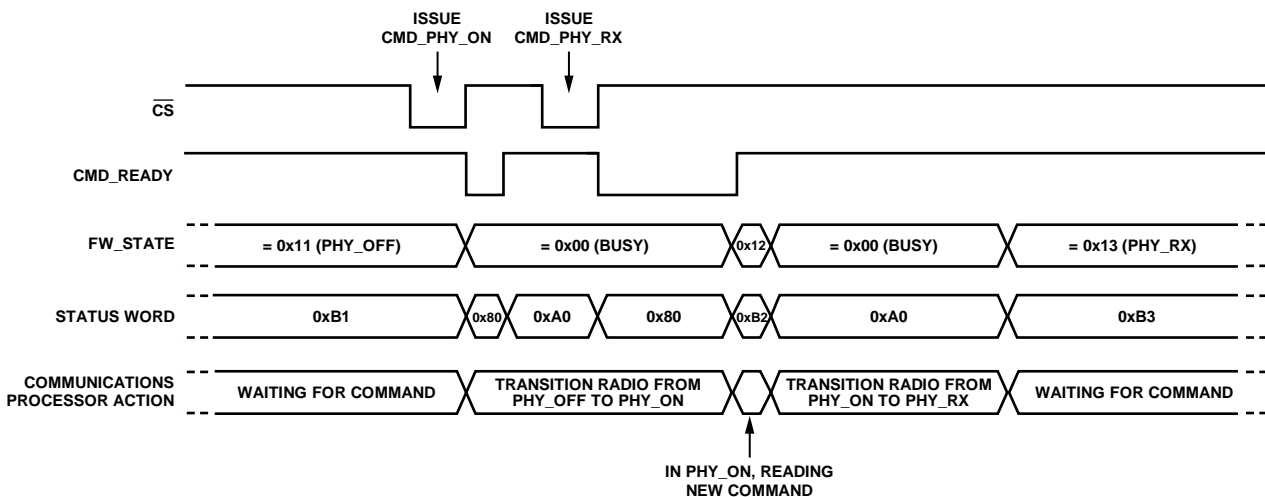 ISSUE
CMD_PHY_ON
ISSUE
CMD_PHY_RX
CS
CMD_READY
FW_STATE
= 0x11 (PHY_OFF)
= 0x00 (BUSY)
0x12
= 0x00 (BUSY)
= 0x13 (PHY_RX)
STATUS WORD
0xB1
0x80
0xA0
0x80
0xB2
0xA0
0xB3
COMMUNICATIONS
PROCESSOR ACTION
WAITING FOR COMMAND
TRANSITION RADIO FROM
PHY_OFF TO PHY_ON
TRANSITION RADIO FROM
PHY_ON TO PHY_RX
WAITING FOR COMMAND
IN PHY_ON, READING
NEW COMMAND